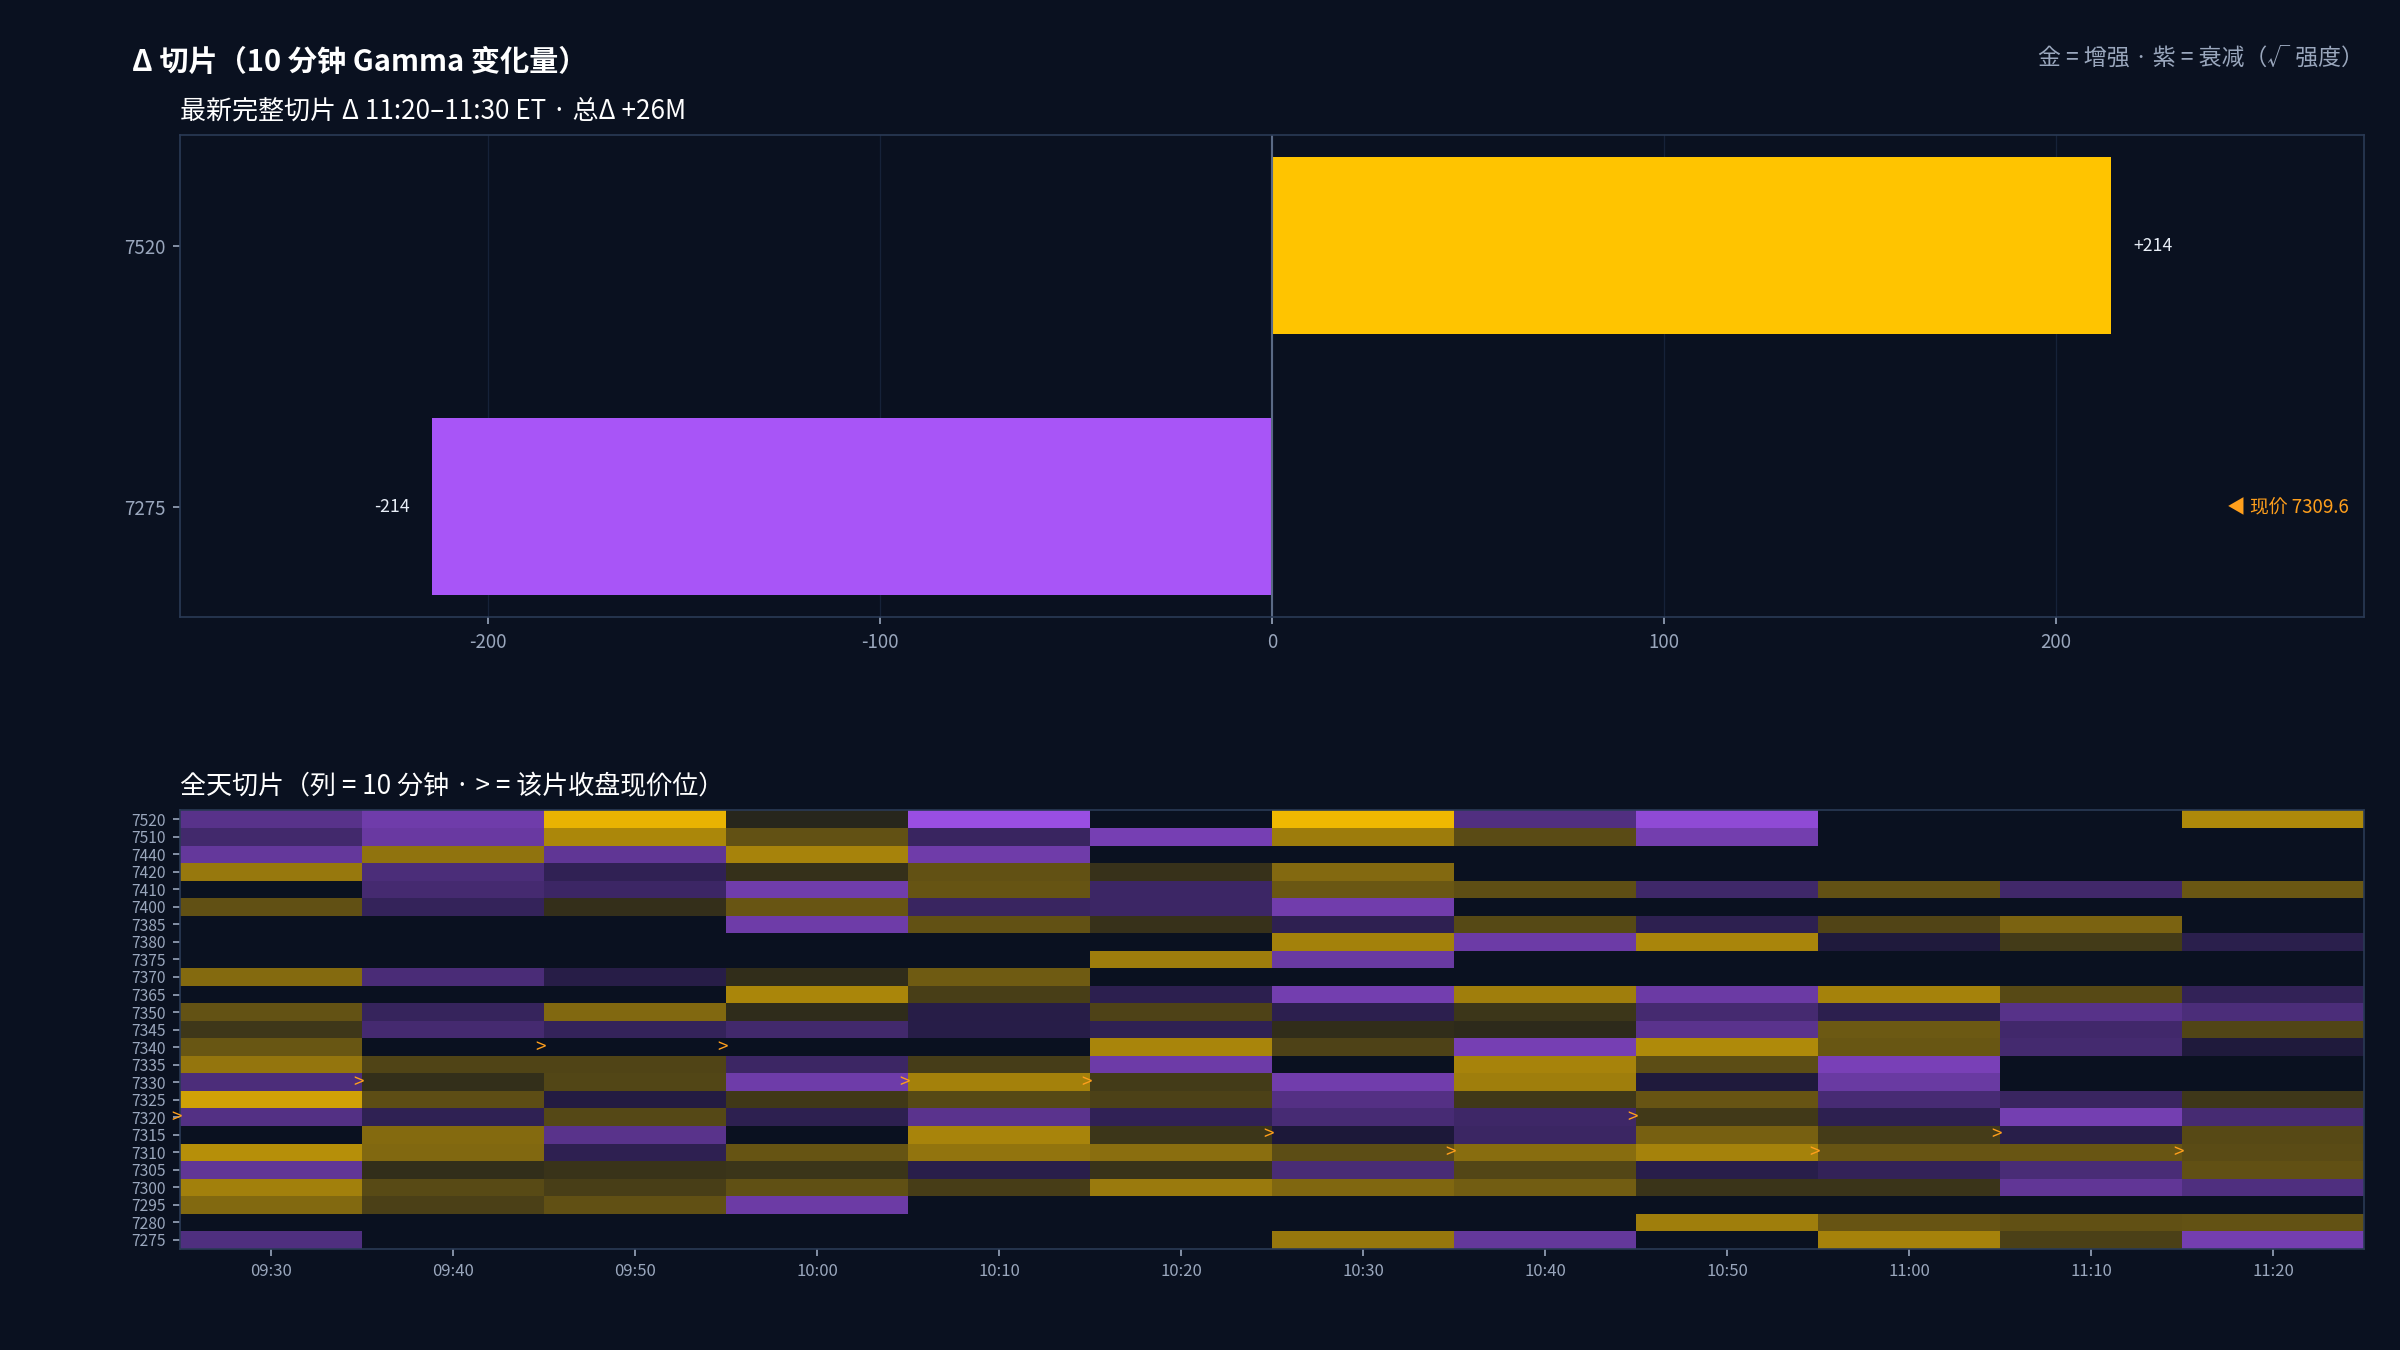 Δ 切片（10 分钟 Gamma 变化量）
金 = 增强 · 紫 = 衰减（√ 强度）
最新完整切片 Δ 11:20–11:30 ET · 总Δ +26M
7520
+214
7275
-214
◀ 现价 7309.6
-200 -100 0 100 200
全天切片（列 = 10 分钟 · > = 该片收盘现价位）
7520
7510
7440
7420
7410
7400
7385
7380
7375
7370
7365
7350
7345
7340 > >
7335
7330 > > >
7325
7320 > >
7315 > >
7310 > > >
7305
7300
7295
7280
7275
09:30 09:40 09:50 10:00 10:10 10:20 10:30 10:40 10:50 11:00 11:10 11:20